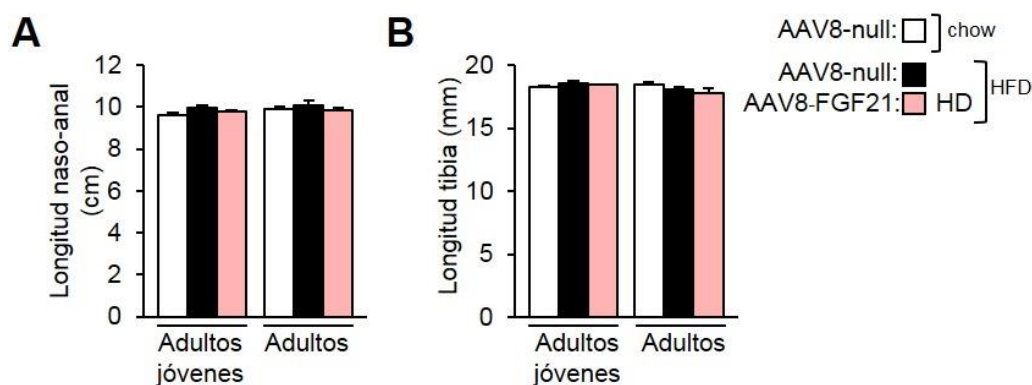 A
Longitud naso-anal
(cm)
12
10
8
6
4
2
0
Adultos
jóvenes
Adultos
B
Longitud tibia (mm)
20
15
10
5
0
Adultos
jóvenes
Adultos
AAV8-null: chow
AAV8-null:
AAV8-FGF21: HD
HFD